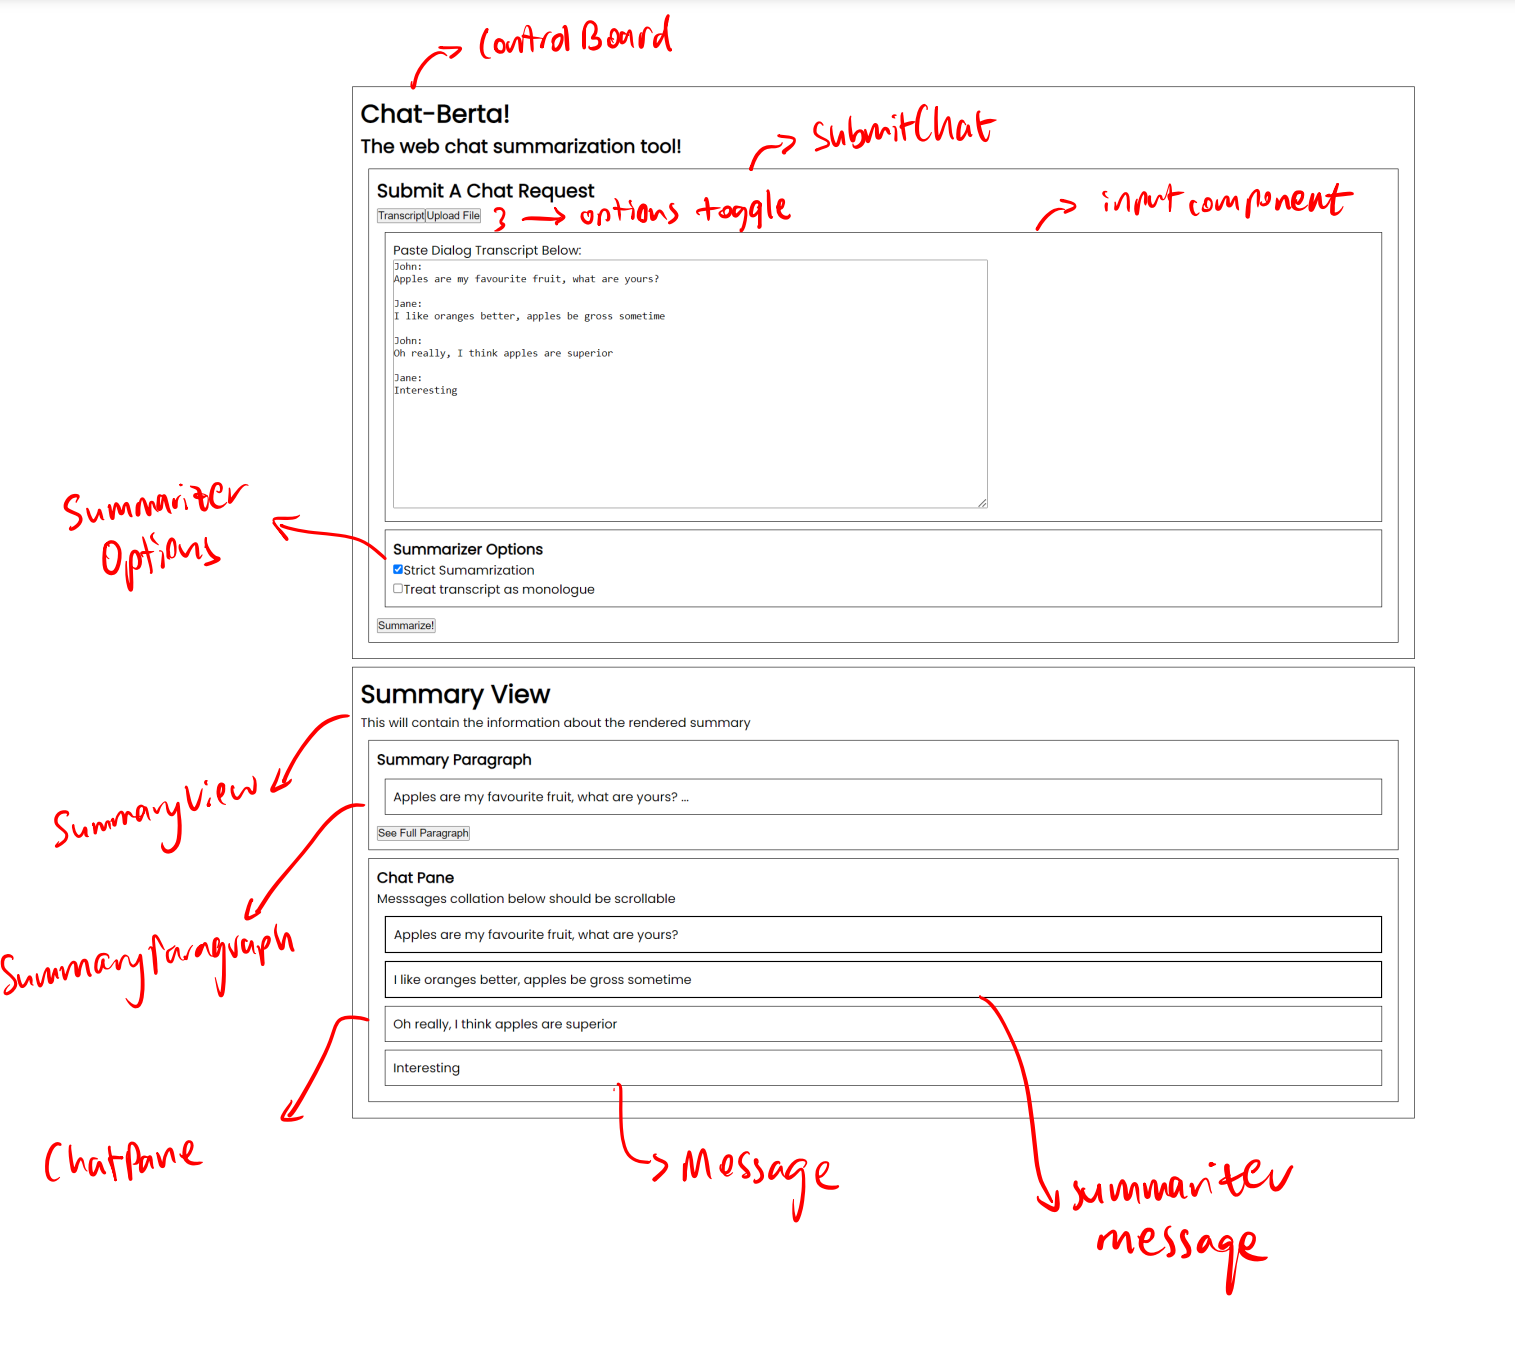 ControlBoard
Chat-Berta!
The web chat summarization tool!
SubmitChat
Submit A Chat Request
Transcript Upload File
options toggle
input component
Paste Dialog Transcript Below:
John:
Apples are my favourite fruit, what are yours?
Jane:
I like oranges better, apples be gross sometime
John:
Oh really, I think apples are superior
Jane:
Interesting
Summarizer
Options
Summarizer Options
Strict Sumamrization
Treat transcript as monologue
Summarize!
Summary View
This will contain the information about the rendered summary
SummaryView
Summary Paragraph
Apples are my favourite fruit, what are yours? ...
See Full Paragraph
SummaryParagraph
Chat Pane
Messsages collation below should be scrollable
Apples are my favourite fruit, what are yours?
I like oranges better, apples be gross sometime
Oh really, I think apples are superior
Interesting
ChatPane
Message
summarizer
message